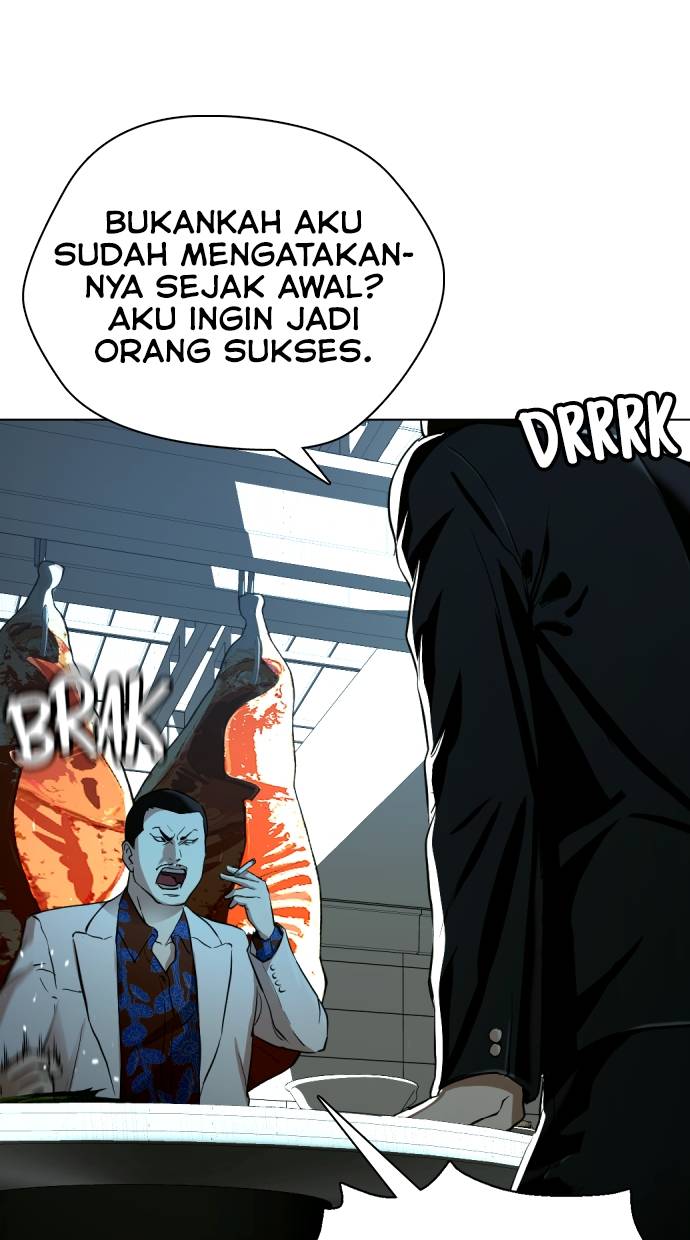 BUKANKAH AKU
SUDAH MENGATAKAN-
NYA SEJAK AWAL?
AKU INGIN JADI
ORANG SUKSES.
DRRRK
BRAK